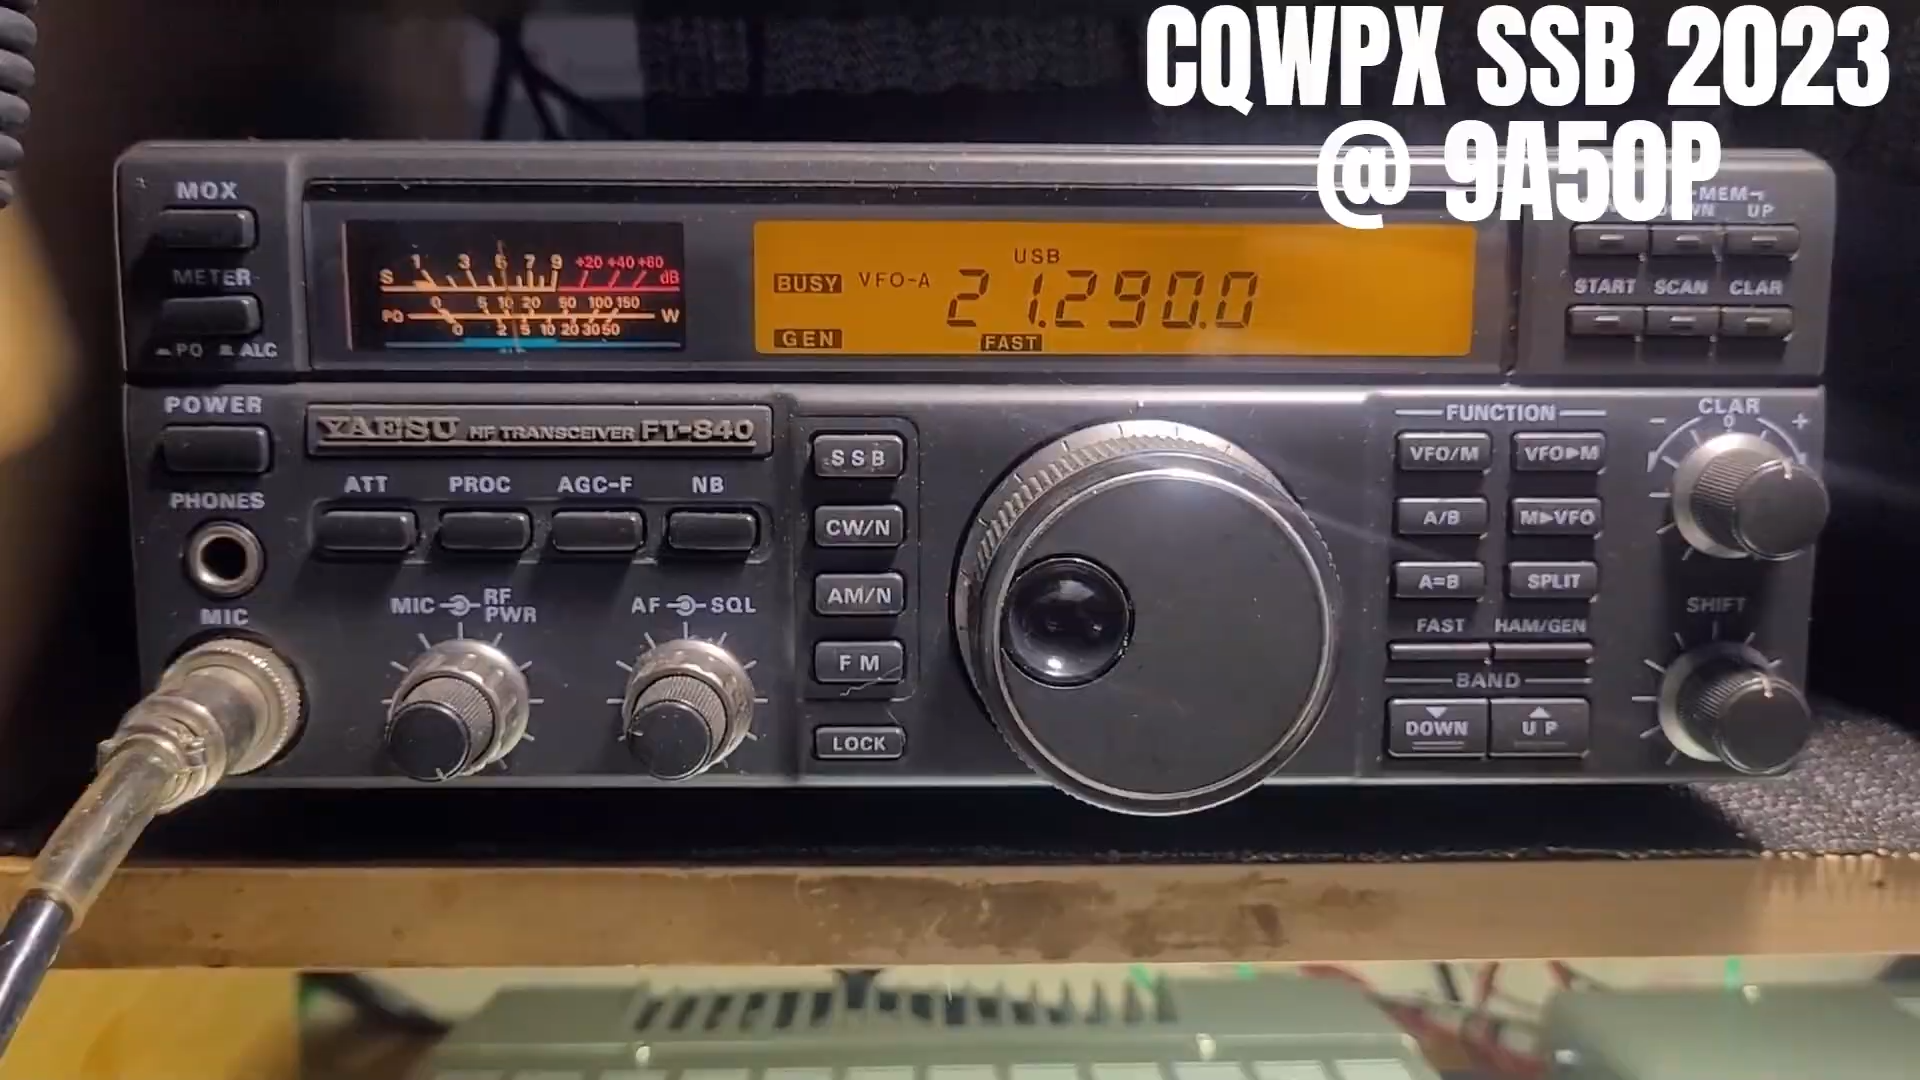 CQWPX SSB 2023
@ 9A50P
MOX
METER
PO ALC
S 1 3 5 7 9 +20 +40 +60 dB
0 5 10 20 50 100 150
PO W
0 2 5 10 20 30 50
BUSY VFO-A USB 21.290.0
GEN FAST
MEM
DOWN UP
START SCAN CLAR
POWER
YAESU HF TRANSCEIVER FT-840
PHONES
ATT PROC AGC-F NB
MIC
MIC RF PWR AF SQL
SSB
CW/N
AM/N
FM
LOCK
FUNCTION
VFO/M VFO▶M
A/B M▶VFO
A=B SPLIT
FAST HAM/GEN
BAND
DOWN UP
CLAR
- 0 +
SHIFT